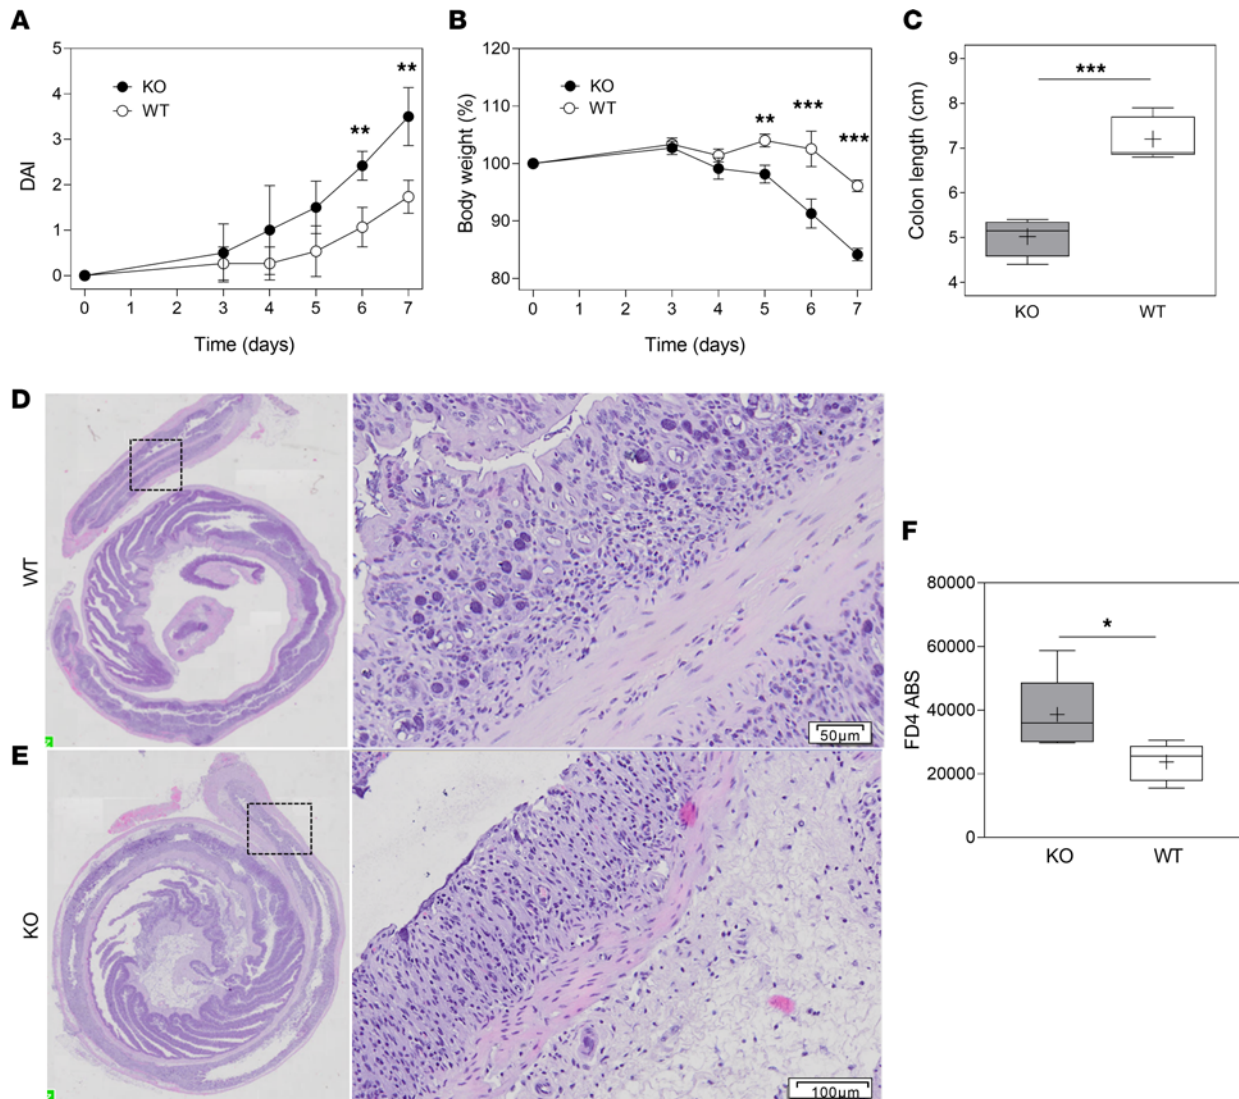 A
5
4
3
2
1
0
DAI
KO
WT
**
**
0 1 2 3 4 5 6 7
Time (days)
B
120
110
100
90
80
Body weight (%)
KO
WT
**
***
***
0 1 2 3 4 5 6 7
Time (days)
C
9
8
7
6
5
4
Colon length (cm)
***
KO WT
D
WT
50µm
E
KO
100µm
F
80000
60000
40000
20000
0
FD4 ABS
*
KO WT